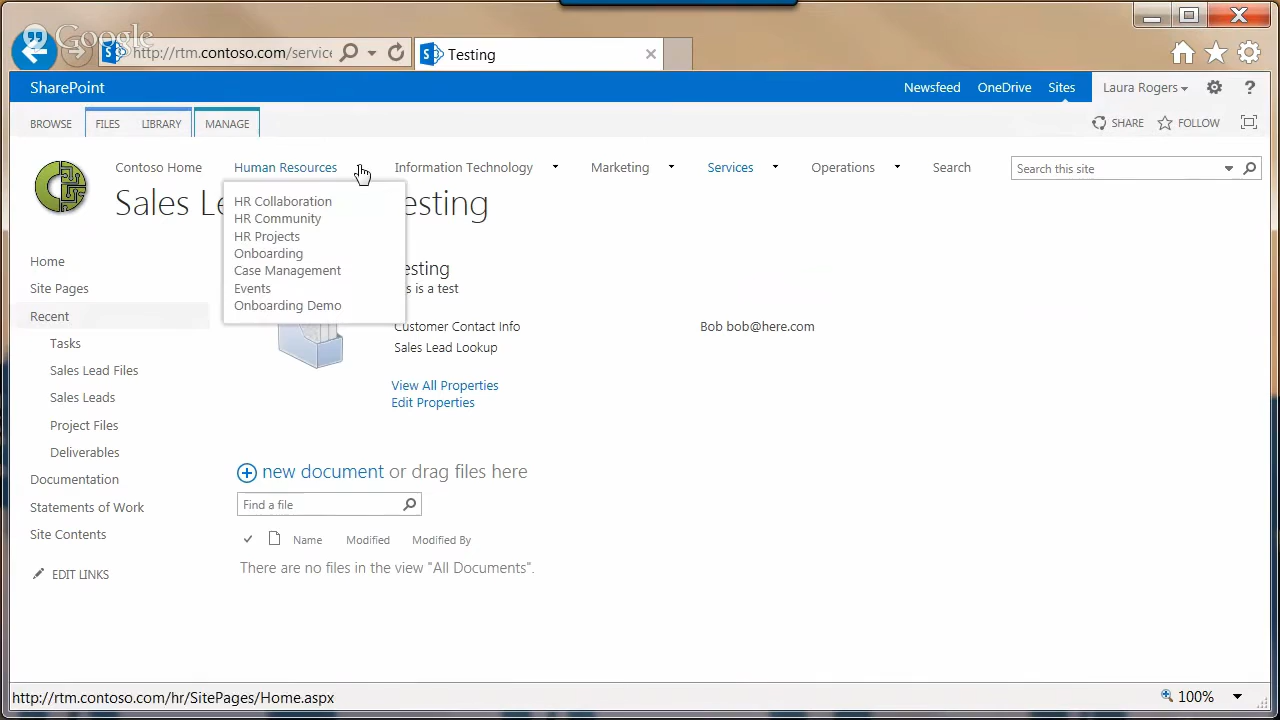 Google
http://rtm.contoso.com/servic
Testing
SharePoint
Newsfeed OneDrive Sites Laura Rogers ?
BROWSE FILES LIBRARY MANAGE
SHARE FOLLOW
Contoso Home Human Resources Information Technology Marketing Services Operations Search
Search this site
Sales Le esting
HR Collaboration
HR Community
HR Projects
Onboarding
Case Management
Events
Onboarding Demo
Home
Site Pages
Recent
Tasks
Sales Lead Files
Sales Leads
Project Files
Deliverables
Documentation
Statements of Work
Site Contents
EDIT LINKS
esting
s is a test
Customer Contact Info Bob bob@here.com
Sales Lead Lookup
View All Properties
Edit Properties
new document or drag files here
Find a file
Name Modified Modified By
There are no files in the view "All Documents".
http://rtm.contoso.com/hr/SitePages/Home.aspx
100%